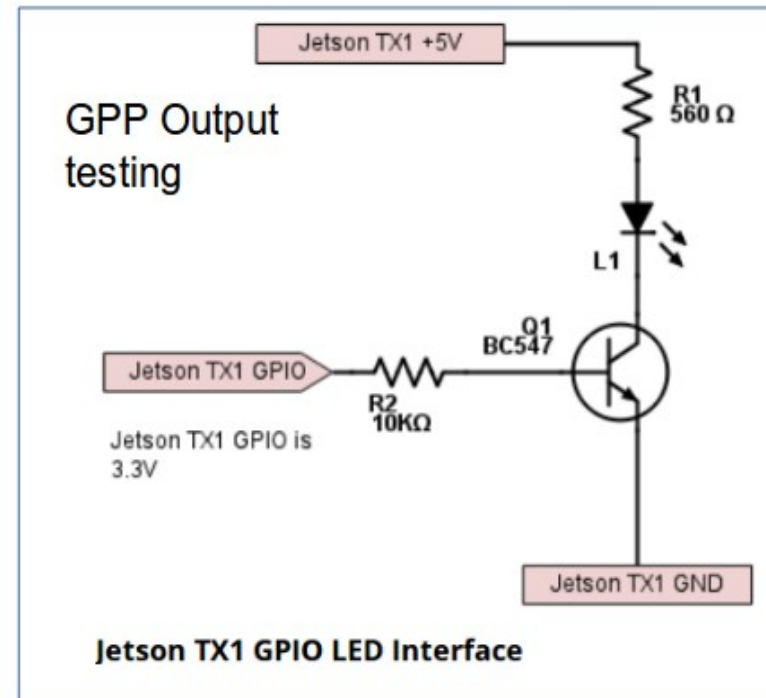 Jetson TX1 +5V
R1
560 Ω
GPP Output
testing
L1
Q1
BC547
Jetson TX1 GPIO
R2
10KΩ
Jetson TX1 GPIO is
3.3V
Jetson TX1 GND
Jetson TX1 GPIO LED Interface